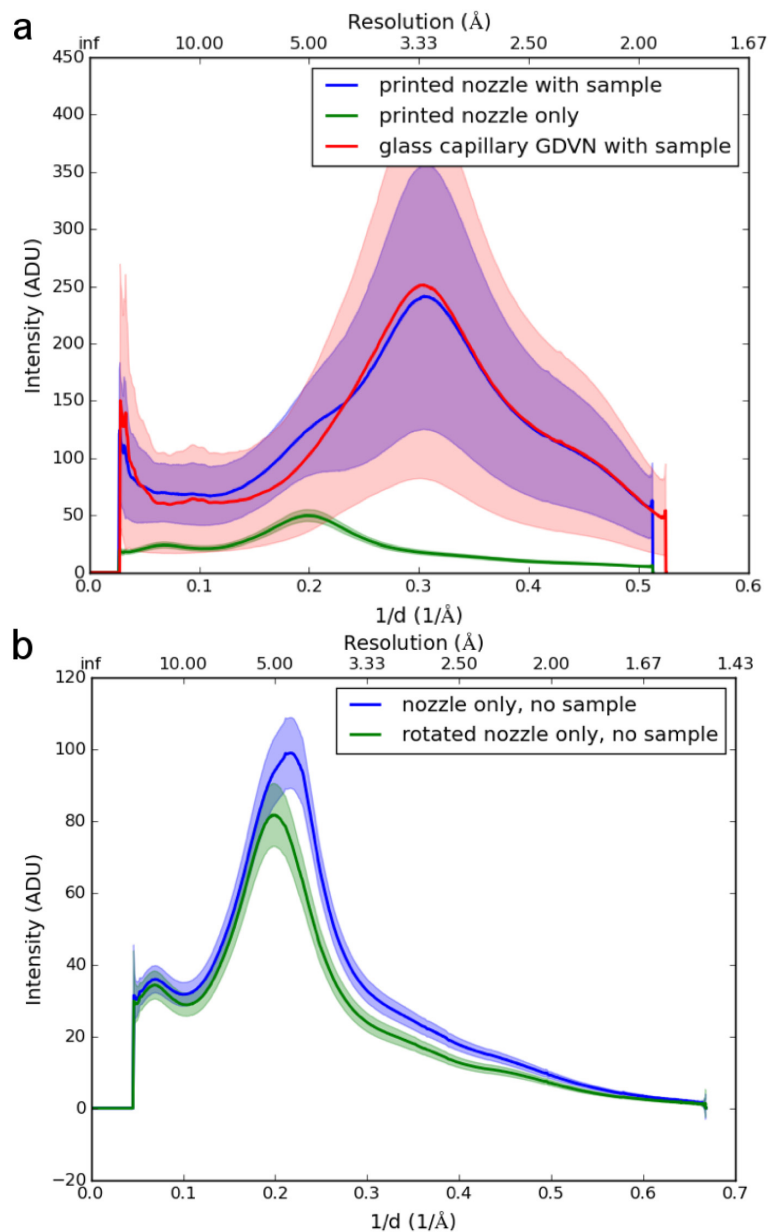 a
Resolution (Å)
inf 10.00 5.00 3.33 2.50 2.00 1.67
450
400
350
300
250
200
150
100
50
0
Intensity (ADU)
printed nozzle with sample
printed nozzle only
glass capillary GDVN with sample
0.0 0.1 0.2 0.3 0.4 0.5 0.6
1/d (1/Å)
b
Resolution (Å)
inf 10.00 5.00 3.33 2.50 2.00 1.67 1.43
120
100
80
60
40
20
0
−20
Intensity (ADU)
nozzle only, no sample
rotated nozzle only, no sample
0.0 0.1 0.2 0.3 0.4 0.5 0.6 0.7
1/d (1/Å)